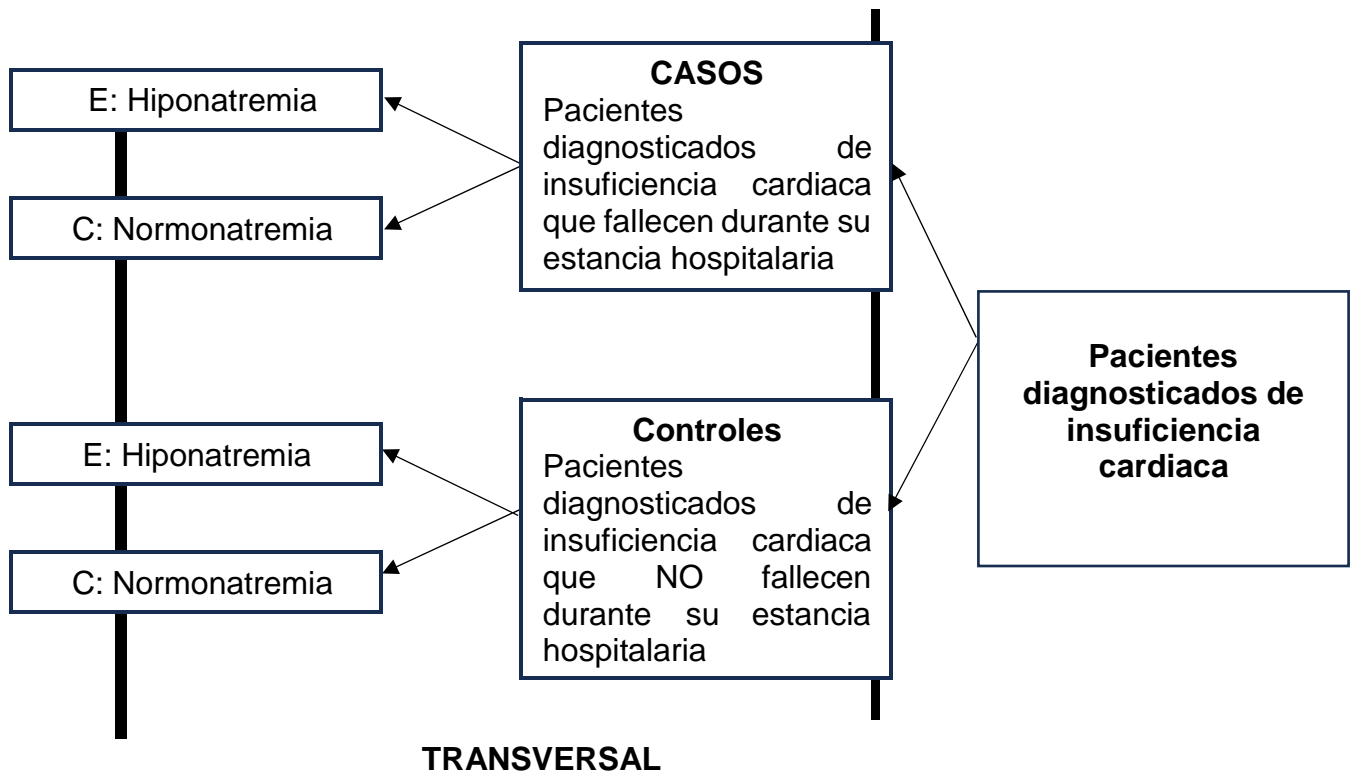 E: Hiponatremia
C: Normonatremia
CASOS
Pacientes
diagnosticados de
insuficiencia cardiaca
que fallecen durante su
estancia hospitalaria
E: Hiponatremia
C: Normonatremia
Controles
Pacientes
diagnosticados de
insuficiencia cardiaca
que NO fallecen
durante su estancia
hospitalaria
Pacientes
diagnosticados de
insuficiencia
cardiaca
TRANSVERSAL